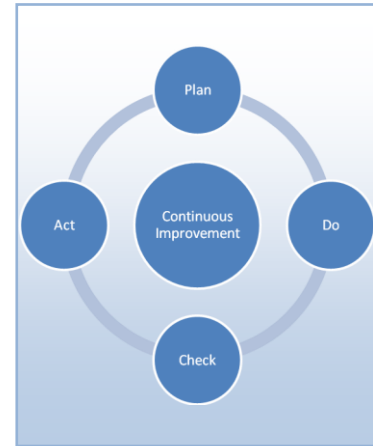 Plan
Act
Continuous
Improvement
Do
Check